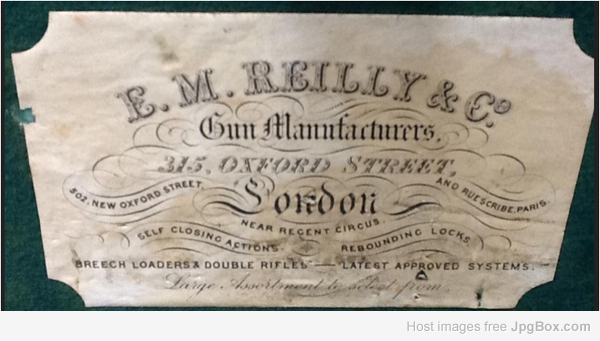 E. M. REILLY & Co
Gun Manufacturers,
315, OXFORD STREET,
502, NEW OXFORD STREET, London AND RUE SCRIBE, PARIS.
NEAR REGENT CIRCUS.
SELF CLOSING ACTIONS. REBOUNDING LOCKS.
BREECH LOADERS & DOUBLE RIFLES — LATEST APPROVED SYSTEMS.
Large Assortment to select from.
Host images free JpgBox.com